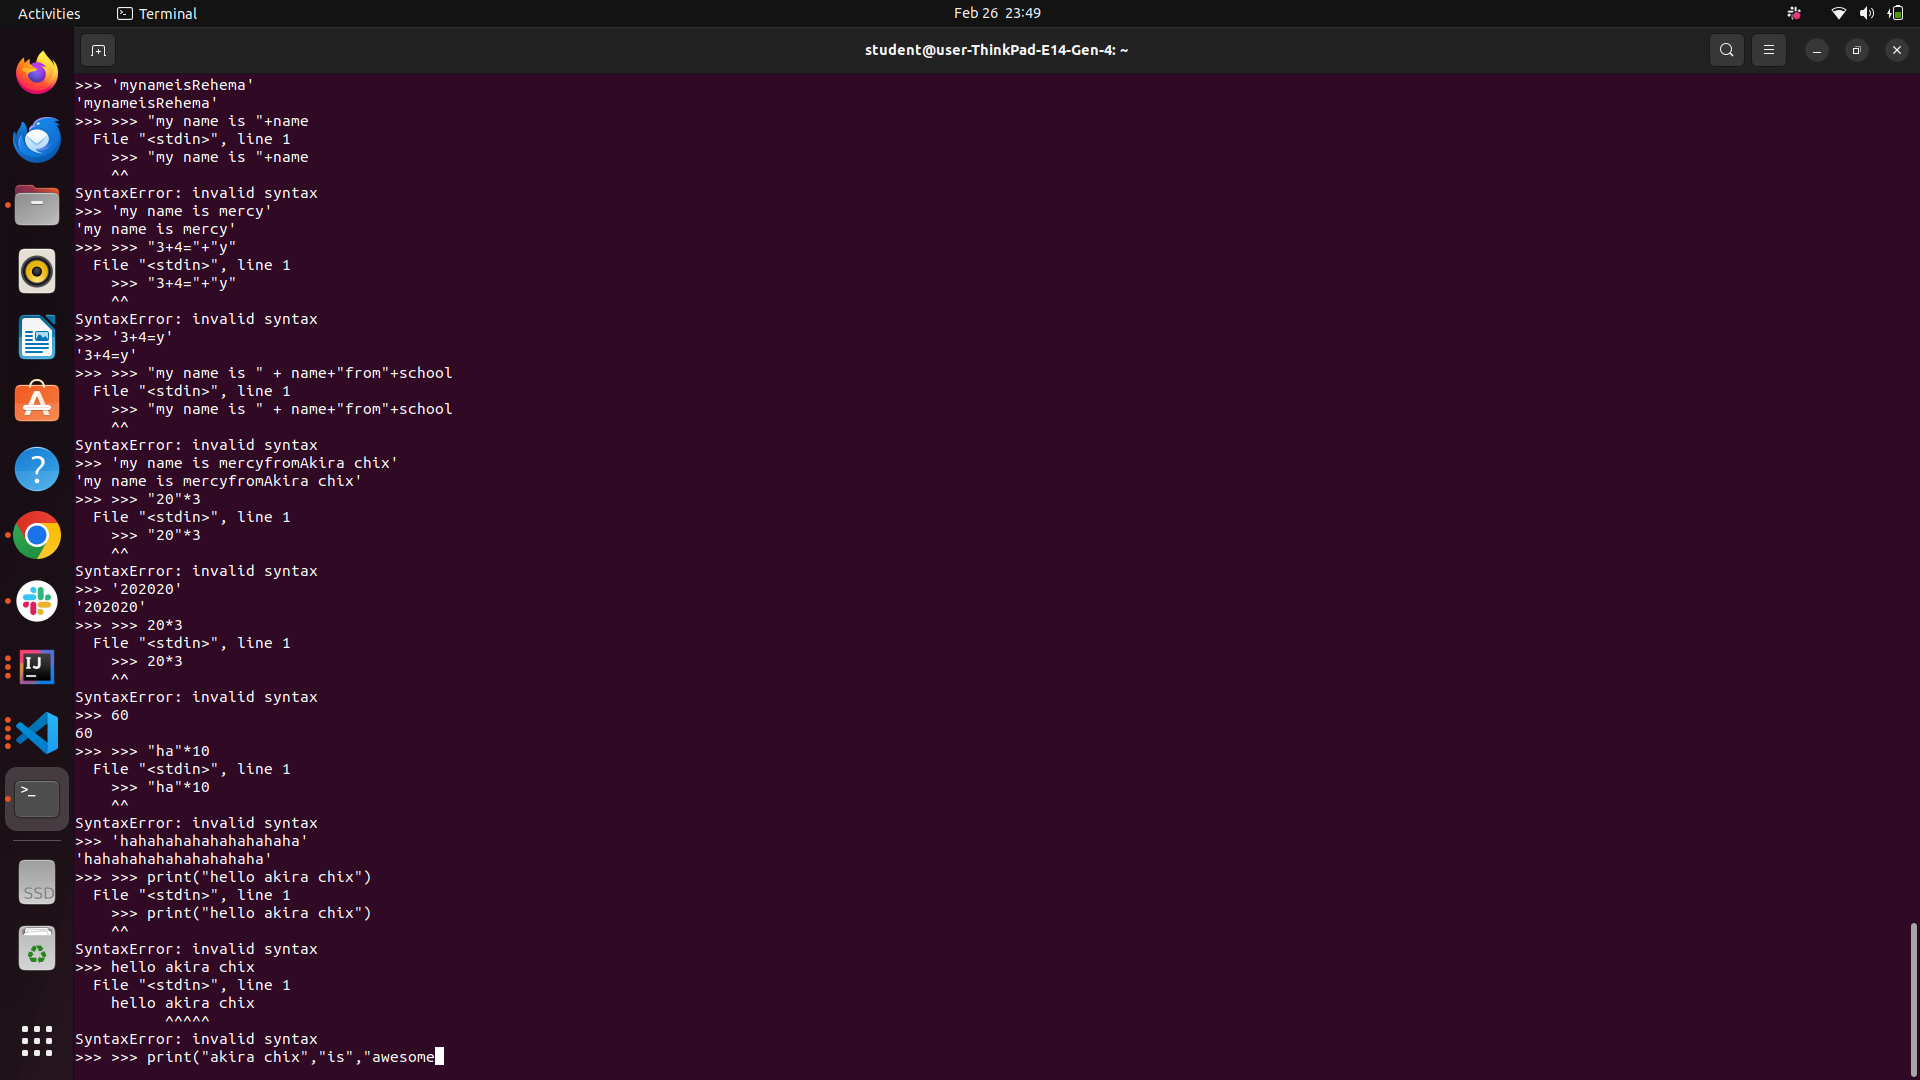 Activities
Terminal
Feb 26 23:49
student@user-ThinkPad-E14-Gen-4: ~
>>> 'mynameisRehema'
'mynameisRehema'
>>> >>> "my name is "+name
  File "<stdin>", line 1
    >>> "my name is "+name
    ^^
SyntaxError: invalid syntax
>>> 'my name is mercy'
'my name is mercy'
>>> >>> "3+4="+"y"
  File "<stdin>", line 1
    >>> "3+4="+"y"
    ^^
SyntaxError: invalid syntax
>>> '3+4=y'
'3+4=y'
>>> >>> "my name is " + name+"from"+school
  File "<stdin>", line 1
    >>> "my name is " + name+"from"+school
    ^^
SyntaxError: invalid syntax
>>> 'my name is mercyfromAkira chix'
'my name is mercyfromAkira chix'
>>> >>> "20"*3
  File "<stdin>", line 1
    >>> "20"*3
    ^^
SyntaxError: invalid syntax
>>> '202020'
'202020'
>>> >>> 20*3
  File "<stdin>", line 1
    >>> 20*3
    ^^
SyntaxError: invalid syntax
>>> 60
60
>>> >>> "ha"*10
  File "<stdin>", line 1
    >>> "ha"*10
    ^^
SyntaxError: invalid syntax
>>> 'hahahahahahahahahaha'
'hahahahahahahahahaha'
>>> >>> print("hello akira chix")
  File "<stdin>", line 1
    >>> print("hello akira chix")
    ^^
SyntaxError: invalid syntax
>>> hello akira chix
  File "<stdin>", line 1
    hello akira chix
          ^^^^^
SyntaxError: invalid syntax
>>> >>> print("akira chix","is","awesome
IJ
>_
SSD